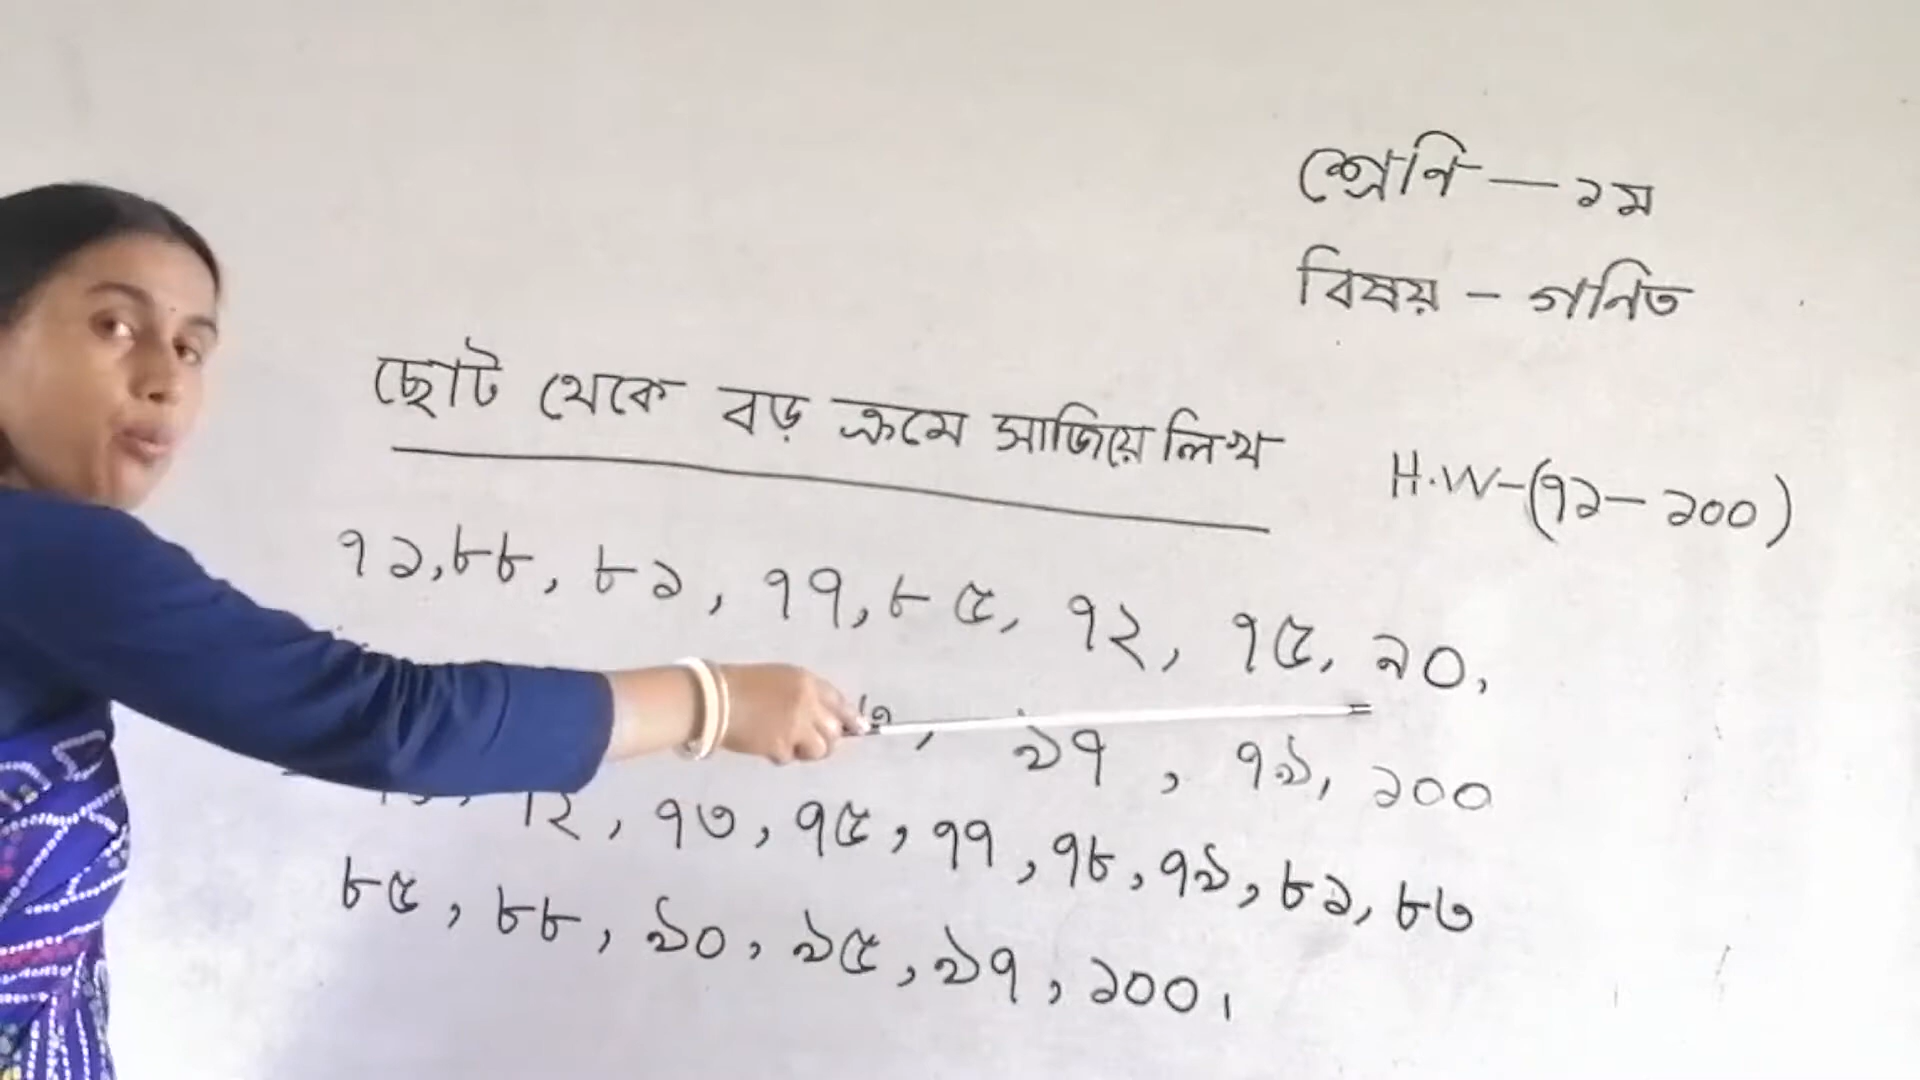 শ্রেনি — ১ম
বিষয় - গনিত
ছোট থেকে বড় ক্রমে সাজিয়ে লিখ
H.W-(৭১- ১০০)
৭১, ৮৮, ৮১, ৭৭, ৮৫, ৭২, ৭৫, ৯০,
৯৭, ৭৯, ১০০
৭২, ৭৩, ৭৫, ৭৭, ৭৮, ৭৯, ৮১, ৮৩
৮৫, ৮৮, ৯০, ৯৫, ৯৭, ১০০।